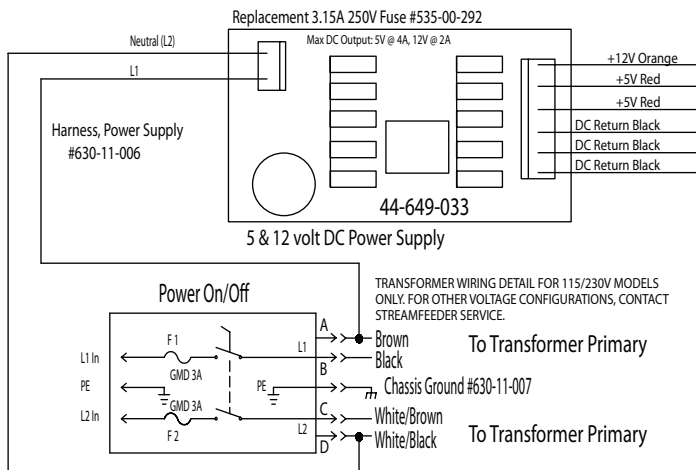 Replacement 3.15A 250V Fuse #535-00-292
Neutral (L2)
Max DC Output: 5V @ 4A, 12V @ 2A
L1
+12V Orange
+5V Red
+5V Red
DC Return Black
DC Return Black
DC Return Black
Harness, Power Supply
#630-11-006
44-649-033
5 & 12 volt DC Power Supply
Power On/Off
TRANSFORMER WIRING DETAIL FOR 115/230V MODELS
ONLY. FOR OTHER VOLTAGE CONFIGURATIONS, CONTACT
STREAMFEEDER SERVICE.
A
F 1
L1
Brown
To Transformer Primary
L1 In
Black
GMD 3A
B
PE
PE
Chassis Ground #630-11-007
GMD 3A
C
L2 In
White/Brown
F 2
L2
White/Black
To Transformer Primary
D